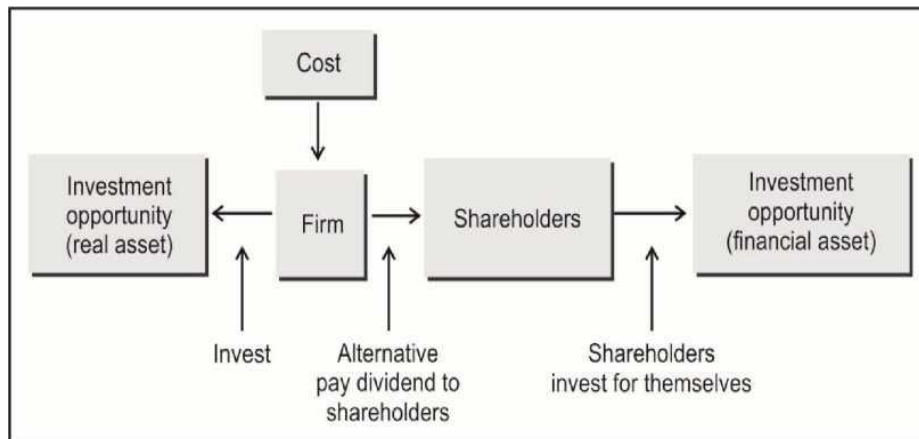 Cost
Investment
opportunity
(real asset)
Firm
Shareholders
Investment
opportunity
(financial asset)
Invest
Alternative
pay dividend to
shareholders
Shareholders
invest for themselves